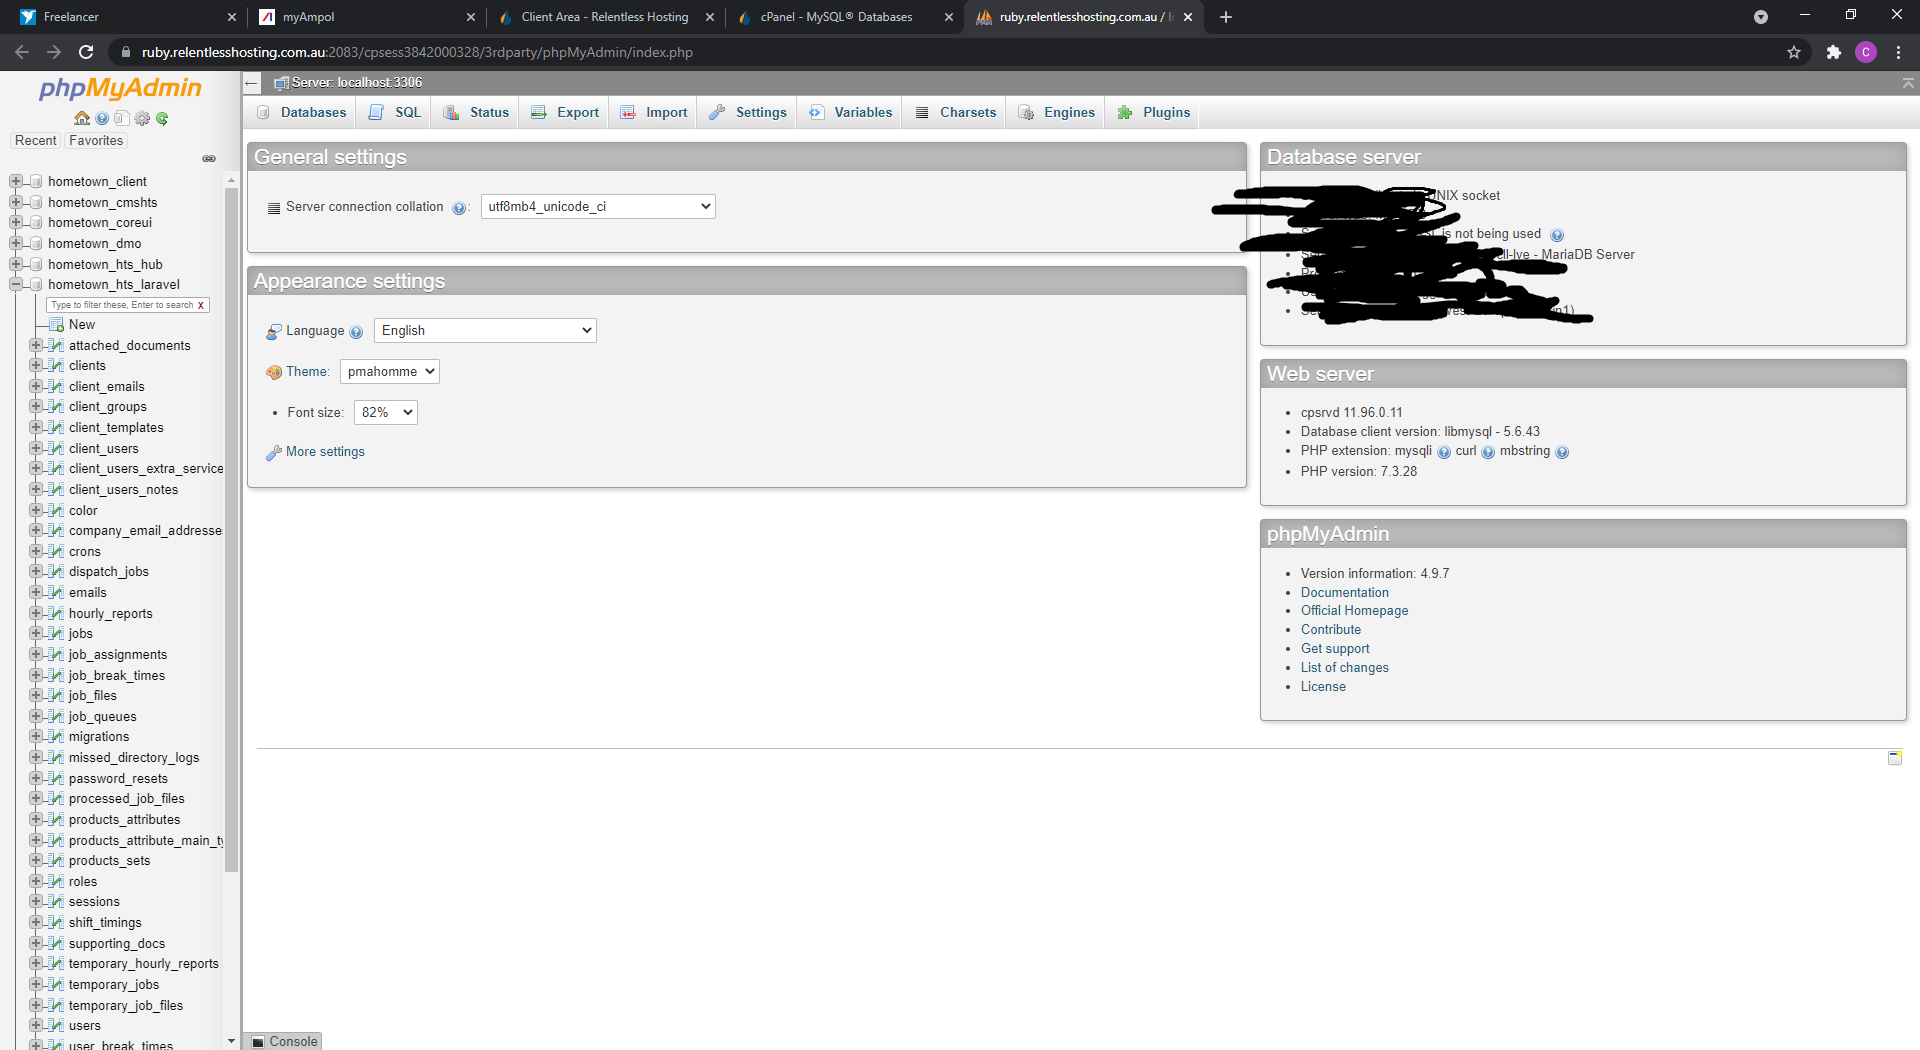 Freelancer
myAmpol
Client Area - Relentless Hosting
cPanel - MySQL® Databases
ruby.relentlesshosting.com.au /
ruby.relentlesshosting.com.au:2083/cpsess3842000328/3rdparty/phpMyAdmin/index.php
C
phpMyAdmin
Recent
Favorites
hometown_client
hometown_cmshts
hometown_coreui
hometown_dmo
hometown_hts_hub
hometown_hts_laravel
Type to filter these, Enter to search X
New
attached_documents
clients
client_emails
client_groups
client_templates
client_users
client_users_extra_service
client_users_notes
color
company_email_addresse
crons
dispatch_jobs
emails
hourly_reports
jobs
job_assignments
job_break_times
job_files
job_queues
migrations
missed_directory_logs
password_resets
processed_job_files
products_attributes
products_attribute_main_ty
products_sets
roles
sessions
shift_timings
supporting_docs
temporary_hourly_reports
temporary_jobs
temporary_job_files
users
user_break_times
Server: localhost:3306
Databases
SQL
Status
Export
Import
Settings
Variables
Charsets
Engines
Plugins
General settings
Server connection collation :
utf8mb4_unicode_ci
Appearance settings
Language
English
Theme:
pmahomme
• Font size:
82%
More settings
Database server
UNIX socket
is not being used
ll-lve - MariaDB Server
Web server
• cpsrvd 11.96.0.11
• Database client version: libmysql - 5.6.43
• PHP extension: mysqli curl mbstring
• PHP version: 7.3.28
phpMyAdmin
• Version information: 4.9.7
• Documentation
• Official Homepage
• Contribute
• Get support
• List of changes
• License
Console